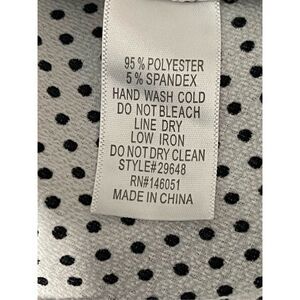 95 % POLYESTER
5 % SPANDEX
HAND WASH COLD
DO NOT BLEACH
LINE DRY
LOW IRON
DO NOT DRY CLEAN
STYLE#29648
RN#146051
MADE IN CHINA